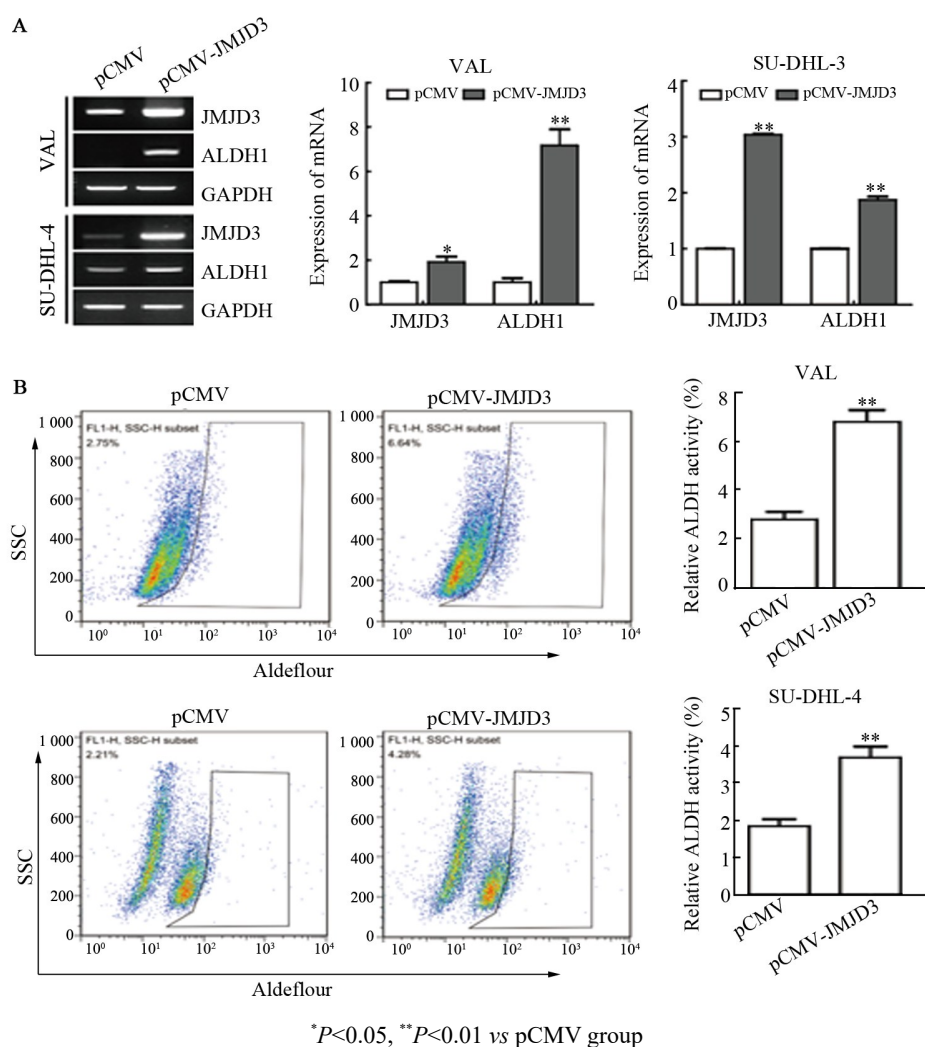 A
pCMV
pCMV-JMJD3
VAL
JMJD3
ALDH1
GAPDH
SU-DHL-4
JMJD3
ALDH1
GAPDH
VAL
pCMV pCMV-JMJD3
Expression of mRNA
10
8
6
4
2
0
*
**
JMJD3 ALDH1
SU-DHL-3
pCMV pCMV-JMJD3
Expression of mRNA
4
3
2
1
0
**
**
JMJD3 ALDH1
B
pCMV
FL1-H, SSC-H subset
2.75%
SSC
1 000
800
600
400
200
0
10⁰ 10¹ 10² 10³ 10⁴
Aldeflour
pCMV-JMJD3
FL1-H, SSC-H subset
6.64%
1 000
800
600
400
200
0
10⁰ 10¹ 10² 10³ 10⁴
VAL
Relative ALDH activity (%)
8
6
4
2
0
**
pCMV
pCMV-JMJD3
pCMV
FL1-H, SSC-H subset
2.21%
SSC
1 000
800
600
400
200
0
10⁰ 10¹ 10² 10³ 10⁴
Aldeflour
pCMV-JMJD3
FL1-H, SSC-H subset
4.28%
1 000
800
600
400
200
0
10⁰ 10¹ 10² 10³ 10⁴
SU-DHL-4
Relative ALDH activity (%)
5
4
3
2
1
0
**
pCMV
pCMV-JMJD3
*P<0.05, **P<0.01 vs pCMV group